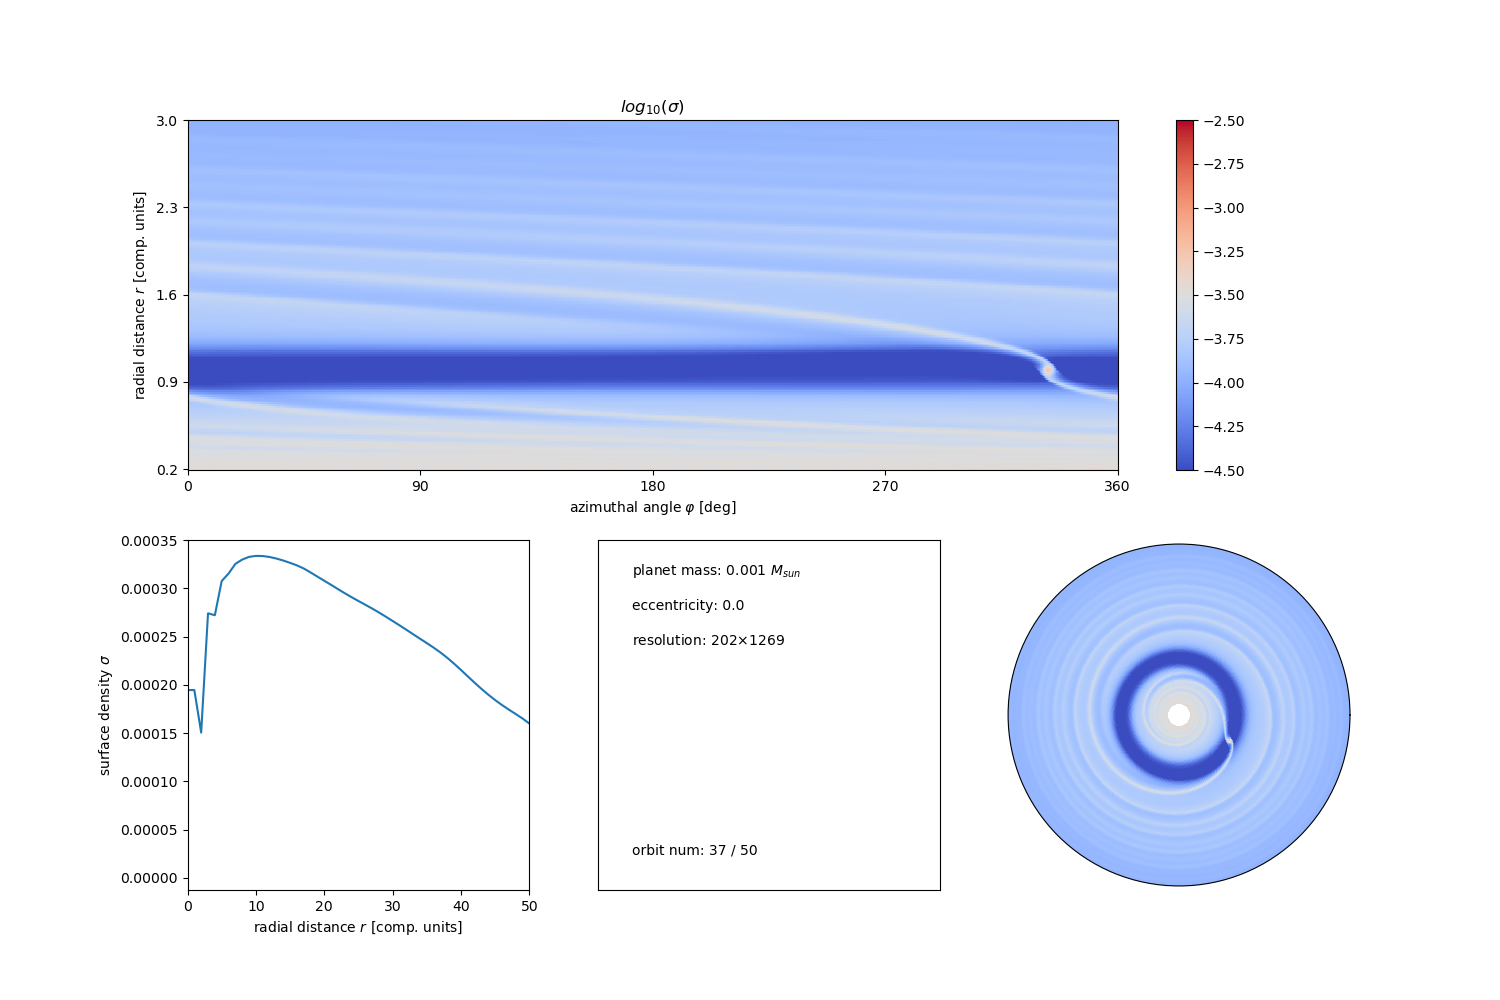 log10(σ)
3.0
2.3
1.6
0.9
0.2
radial distance r [comp. units]
0 90 180 270 360
azimuthal angle φ [deg]
−2.50
−2.75
−3.00
−3.25
−3.50
−3.75
−4.00
−4.25
−4.50
0.00035
0.00030
0.00025
0.00020
0.00015
0.00010
0.00005
0.00000
surface density σ
0 10 20 30 40 50
radial distance r [comp. units]
planet mass: 0.001 Msun
eccentricity: 0.0
resolution: 202×1269
orbit num: 37 / 50